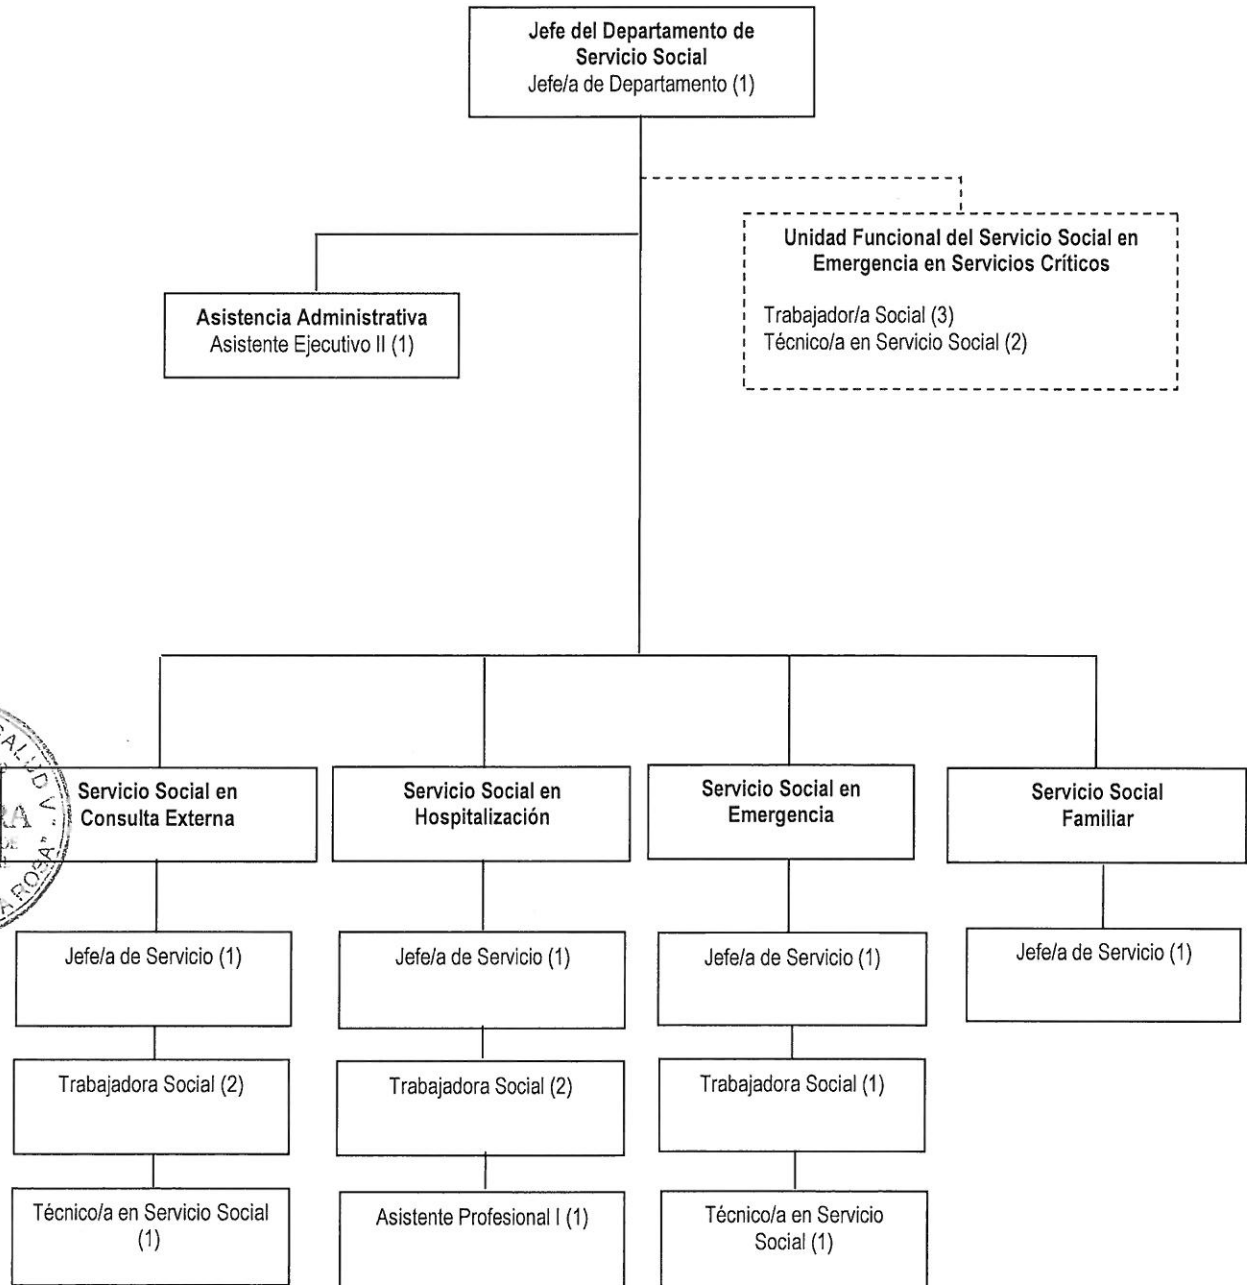 Jefe del Departamento de
Servicio Social
Jefe/a de Departamento (1)
Unidad Funcional del Servicio Social en
Emergencia en Servicios Críticos
Trabajador/a Social (3)
Técnico/a en Servicio Social (2)
Asistencia Administrativa
Asistente Ejecutivo II (1)
Servicio Social en
Consulta Externa
Servicio Social en
Hospitalización
Servicio Social en
Emergencia
Servicio Social
Familiar
Jefe/a de Servicio (1)
Jefe/a de Servicio (1)
Jefe/a de Servicio (1)
Jefe/a de Servicio (1)
Trabajadora Social (2)
Trabajadora Social (2)
Trabajadora Social (1)
Técnico/a en Servicio Social
(1)
Asistente Profesional I (1)
Técnico/a en Servicio
Social (1)
SALUD V